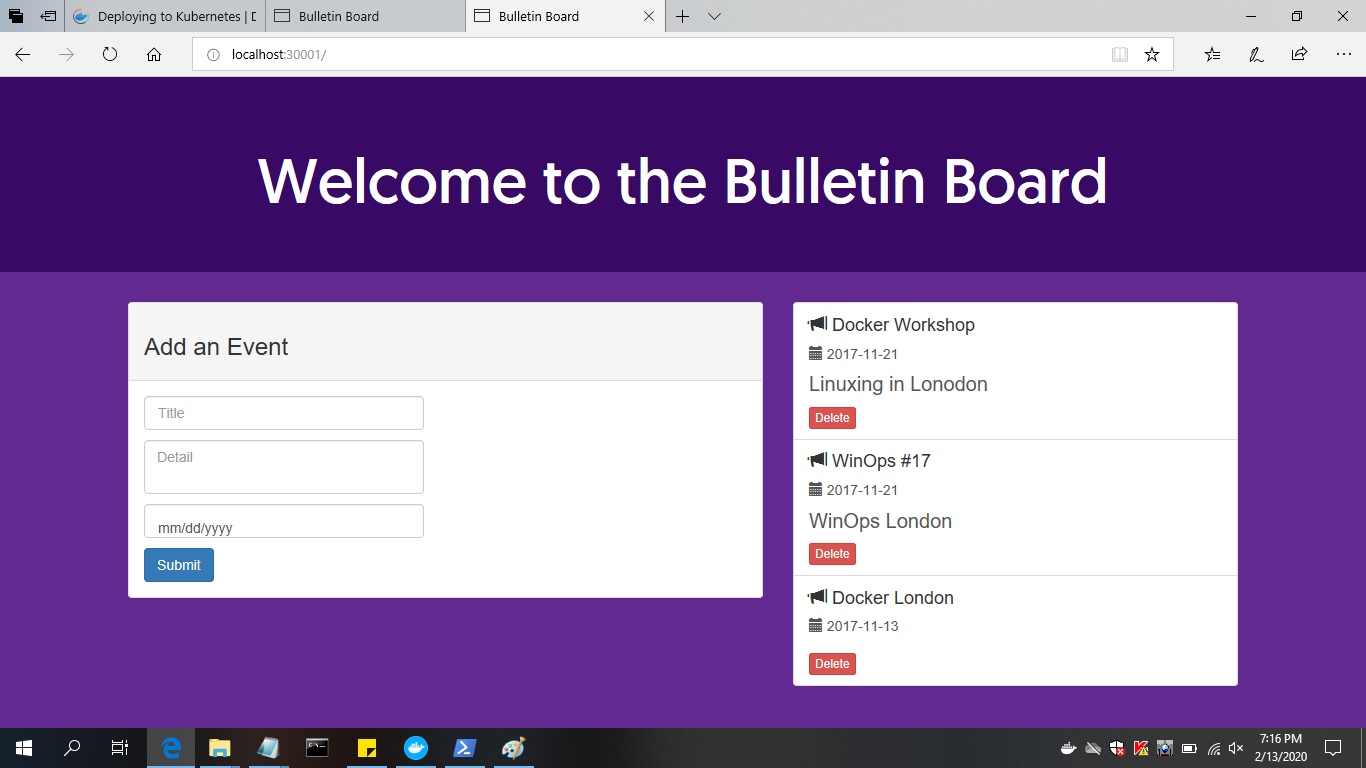 Deploying to Kubernetes | D
Bulletin Board
Bulletin Board
localhost:30001/
Welcome to the Bulletin Board
Add an Event
Title
Detail
mm/dd/yyyy
Submit
Docker Workshop
2017-11-21
Linuxing in Lonodon
Delete
WinOps #17
2017-11-21
WinOps London
Delete
Docker London
2017-11-13
Delete
7:16 PM
2/13/2020